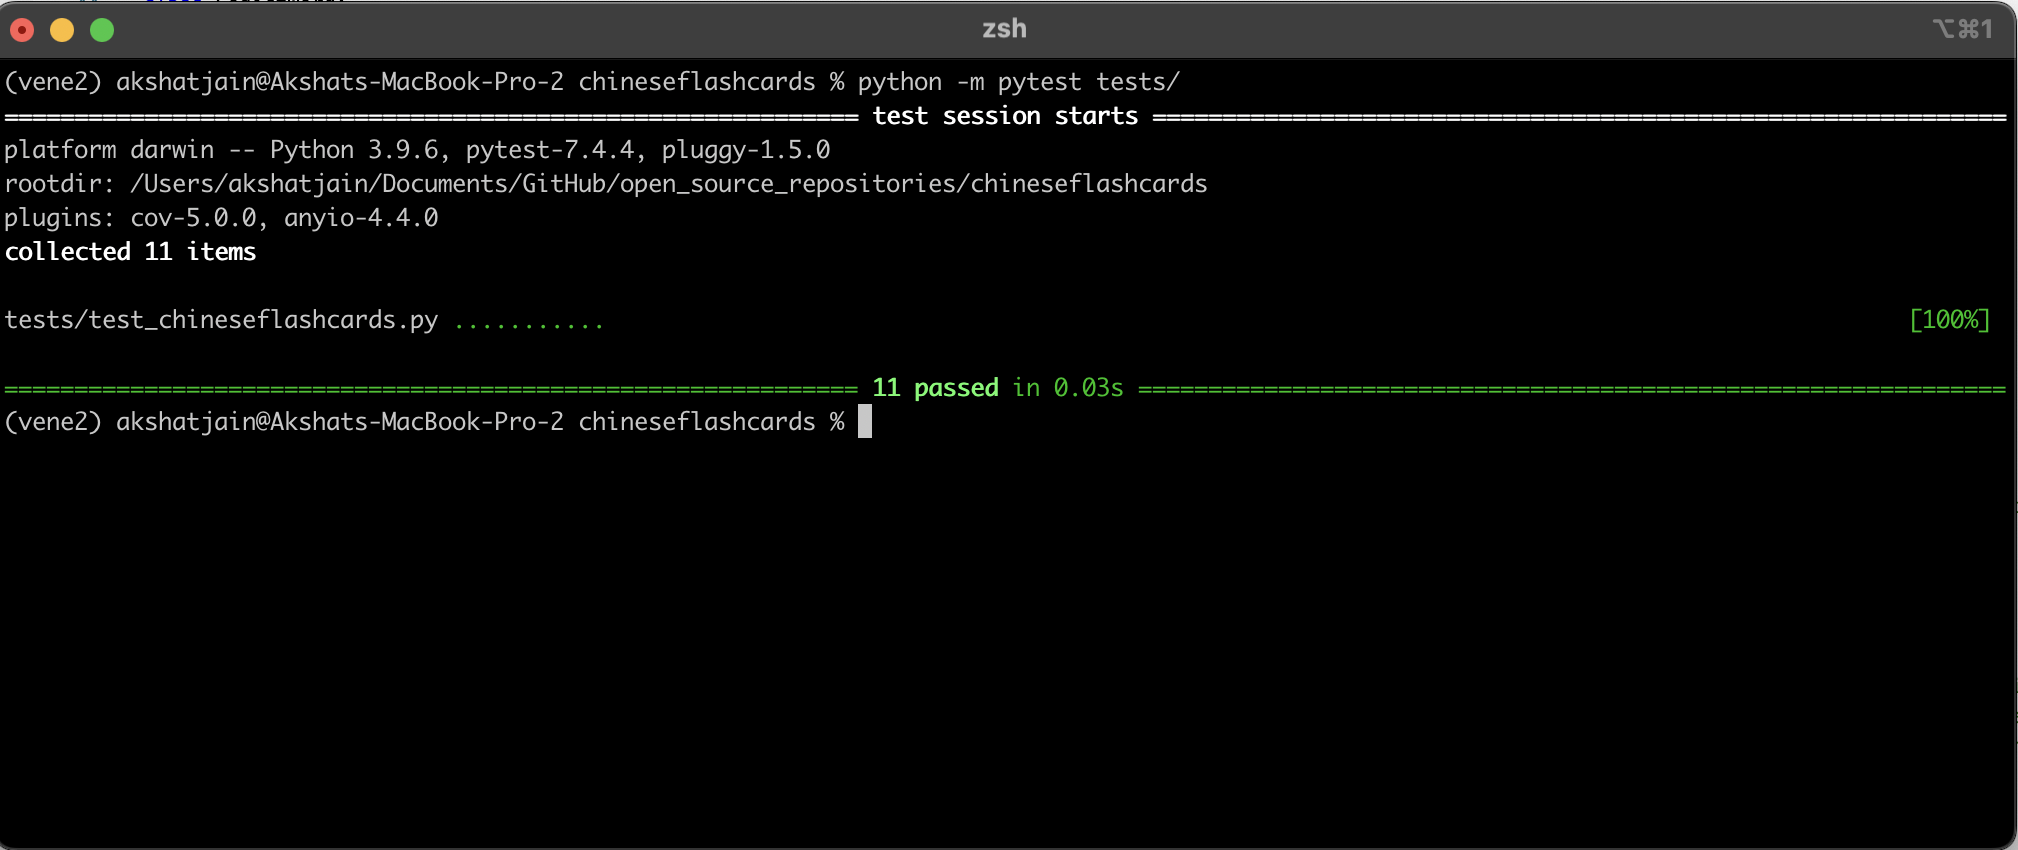 zsh
⌥⌘1
(vene2) akshatjain@Akshats-MacBook-Pro-2 chineseflashcards % python -m pytest tests/
============================================================= test session starts =============================================================
platform darwin -- Python 3.9.6, pytest-7.4.4, pluggy-1.5.0
rootdir: /Users/akshatjain/Documents/GitHub/open_source_repositories/chineseflashcards
plugins: cov-5.0.0, anyio-4.4.0
collected 11 items
tests/test_chineseflashcards.py ........... [100%]
============================================================= 11 passed in 0.03s ==============================================================
(vene2) akshatjain@Akshats-MacBook-Pro-2 chineseflashcards %